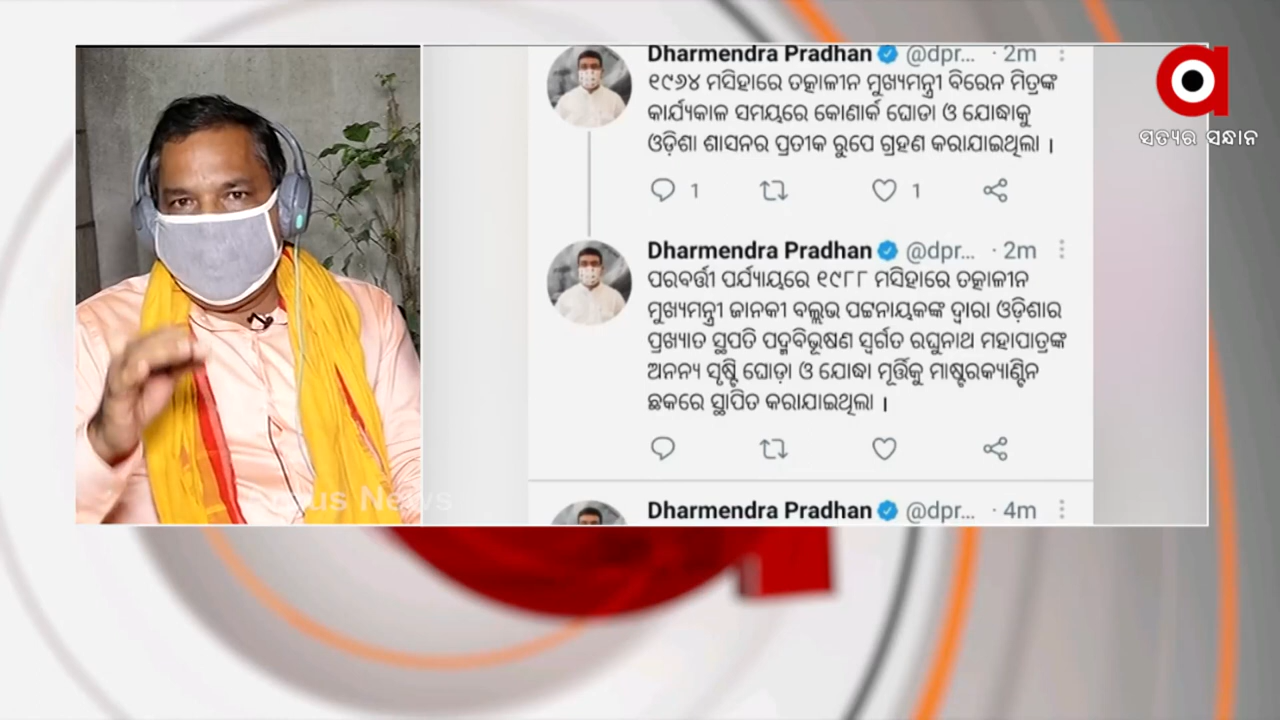 Dharmendra Pradhan @dpr... · 2m
୧୯୬୪ ମସିହାରେ ତତ୍କାଳୀନ ମୁଖ୍ୟମନ୍ତ୍ରୀ ବିରେନ ମିତ୍ରଙ୍କ
କାର୍ଯ୍ୟକାଳ ସମୟରେ କୋଣାର୍କ ଘୋଡା ଓ ଯୋଦ୍ଧାକୁ
ଓଡ଼ିଶା ଶାସନର ପ୍ରତୀକ ରୁପେ ଗ୍ରହଣ କରାଯାଇଥିଲା ।
1 1
Dharmendra Pradhan @dpr... · 2m
ପରବର୍ତ୍ତୀ ପର୍ଯ୍ୟାୟରେ ୧୯୮୮ ମସିହାରେ ତତ୍କାଳୀନ
ମୁଖ୍ୟମନ୍ତ୍ରୀ ଜାନକୀ ବଲ୍ଲଭ ପଟ୍ଟନାୟକଙ୍କ ଦ୍ୱାରା ଓଡ଼ିଶାର
ପ୍ରଖ୍ୟାତ ସ୍ଥପତି ପଦ୍ମବିଭୂଷଣ ସ୍ୱର୍ଗତ ରଘୁନାଥ ମହାପାତ୍ରଙ୍କ
ଅନନ୍ୟ ସୃଷ୍ଟି ଘୋଡ଼ା ଓ ଯୋଦ୍ଧା ମୂର୍ତ୍ତିକୁ ମାଷ୍ଟରକ୍ୟାଣ୍ଟିନ
ଛକରେ ସ୍ଥାପିତ କରାଯାଇଥିଲା ।
Dharmendra Pradhan @dpr... · 4m
ସତ୍ୟର ସନ୍ଧାନ
News